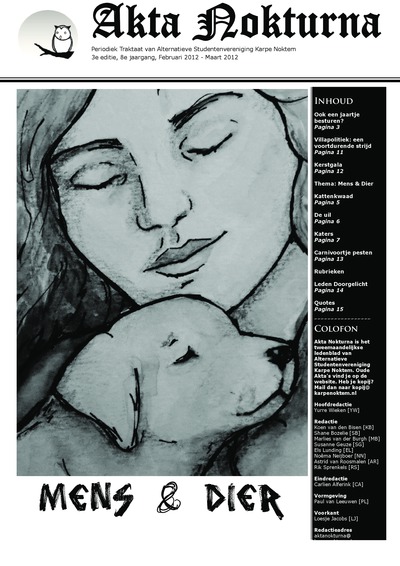 Akta Nokturna
Periodiek Traktaat van Alternatieve Studentenvereniging Karpe Noktem
3e editie, 8e jaargang, Februari 2012 - Maart 2012
INHOUD
Ook een jaartje
besturen?
Pagina 3
Villapolitiek: een
voortdurende strijd
Pagina 11
Kerstgala
Pagina 12
Thema: Mens & Dier
Kattenkwaad
Pagina 5
De uil
Pagina 6
Katers
Pagina 7
Carnivoortje pesten
Pagina 13
Rubrieken
Leden Doorgelicht
Pagina 14
Quotes
Pagina 15
COLOFON
Akta Nokturna is het
tweemaandelijkse
ledenblad van
Alternatieve
Studentenvereniging
Karpe Noktem. Oude
Akta's vind je op de
website. Heb je kopij?
Mail dan naar kopij@
karpenoktem.nl
Hoofdredactie
Yurre Wieken [YW]
Redactie
Koen van den Bisen [KB]
Shane Bozelie [SB]
Marlies van der Burgh [MB]
Susanne Geuze [SG]
Els Lunding [EL]
Noëma Neijboer [NN]
Astrid van Roosmalen [AR]
Rik Sprenkels [RS]
Eindredactie
Carlien Alferink [CA]
Vormgeving
Paul van Leeuwen [PL]
Voorkant
Loesje Jacobs [LJ]
Redactieadres
aktanokturna@
MENS & DIER